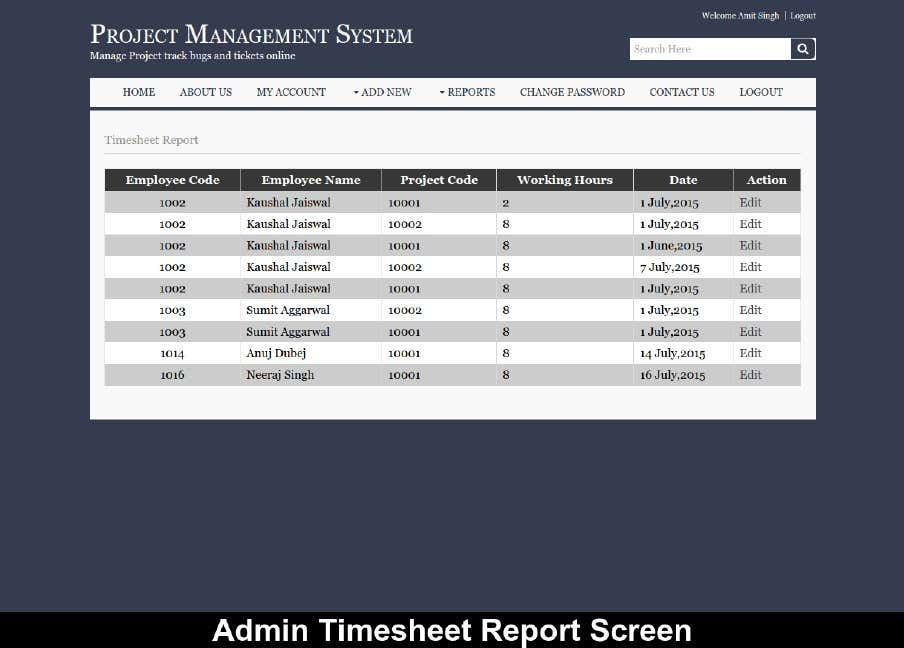 Welcome Amit Singh | Logout
Project Management System
Manage Project track bugs and tickets online
Search Here
HOME ABOUT US MY ACCOUNT ADD NEW REPORTS CHANGE PASSWORD CONTACT US LOGOUT
Timesheet Report
Employee Code Employee Name Project Code Working Hours Date Action
1002 Kaushal Jaiswal 10001 2 1 July,2015 Edit
1002 Kaushal Jaiswal 10002 8 1 July,2015 Edit
1002 Kaushal Jaiswal 10001 8 1 June,2015 Edit
1002 Kaushal Jaiswal 10002 8 7 July,2015 Edit
1002 Kaushal Jaiswal 10001 8 1 July,2015 Edit
1003 Sumit Aggarwal 10002 8 1 July,2015 Edit
1003 Sumit Aggarwal 10001 8 1 July,2015 Edit
1014 Anuj Dubej 10001 8 14 July,2015 Edit
1016 Neeraj Singh 10001 8 16 July,2015 Edit
Admin Timesheet Report Screen